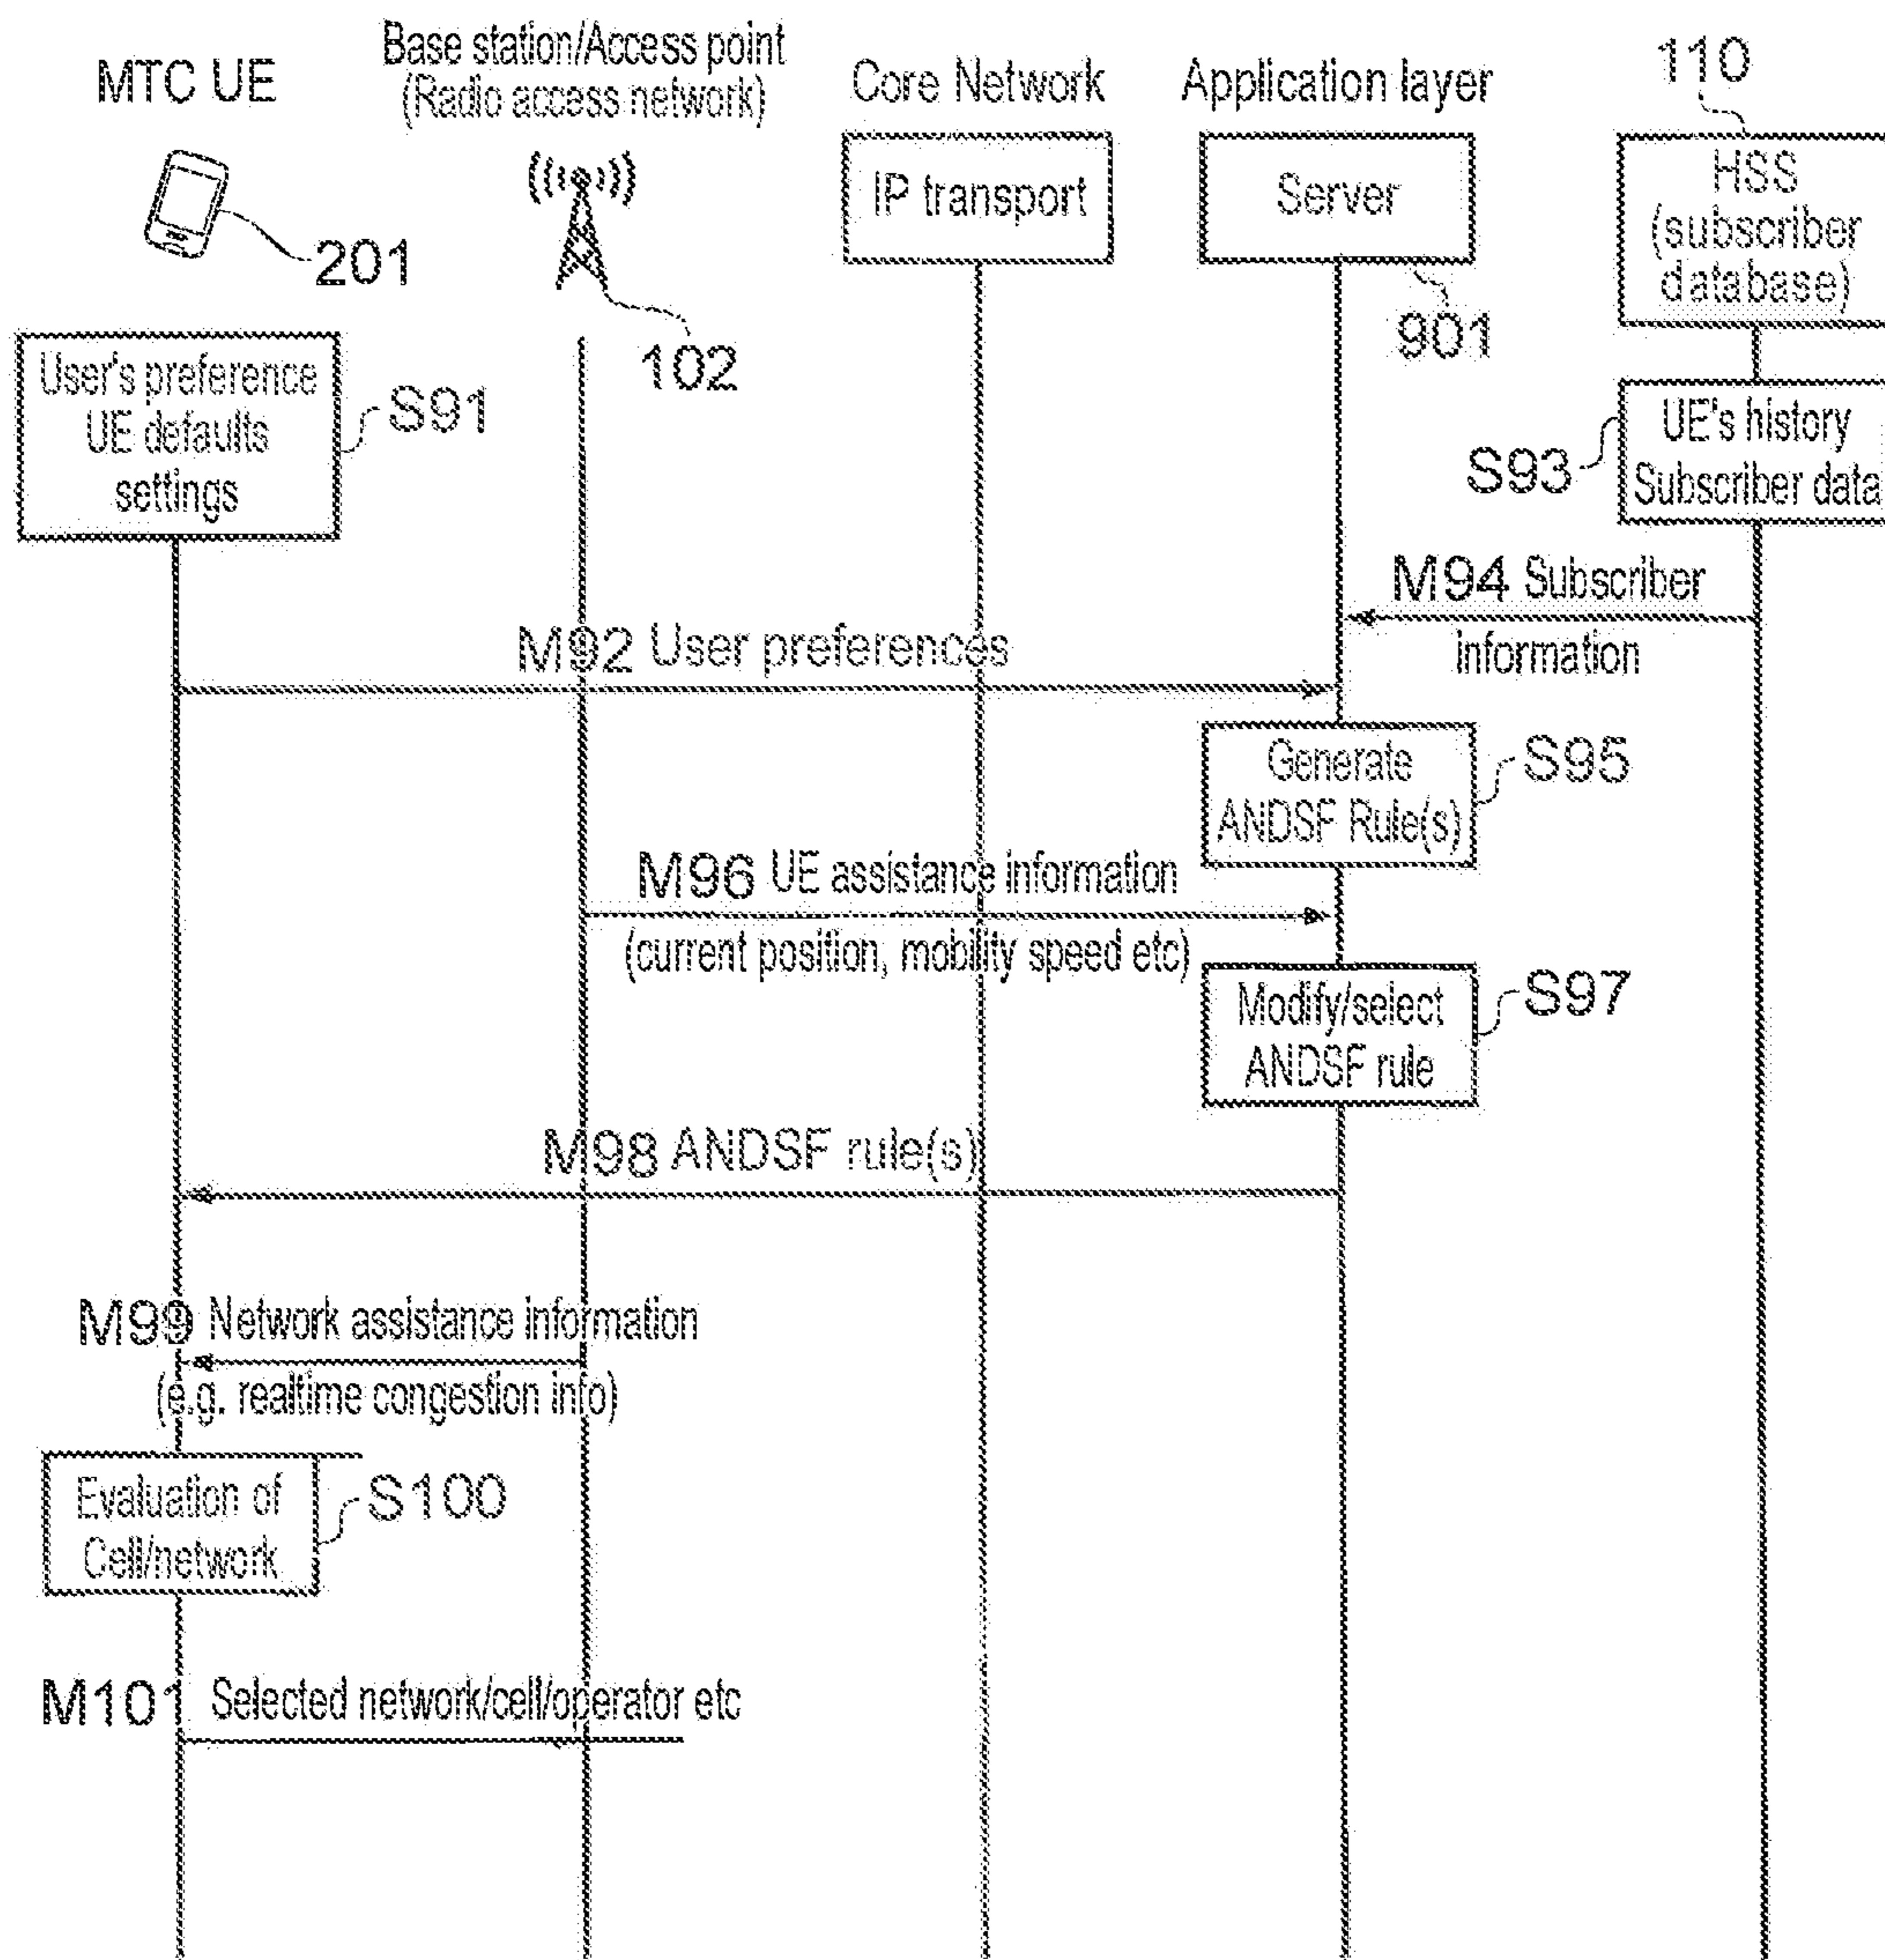 MTC UE
Base station/Access point
(Radio access network)
Core Network
Application layer
110
IP transport
Server
HSS
(subscriber
database)
201
102
901
User's preference
UE defaults
settings
S91
S93
UE's history
Subscriber data
M94 Subscriber
information
M92 User preferences
Generate
ANDSF Rule(s)
S95
M96 UE assistance information
(current position, mobility speed etc)
Modify/select
ANDSF rule
S97
M98 ANDSF rule(s)
M99 Network assistance information
(e.g. realtime congestion info)
Evaluation of
Cell/network
S100
M101 Selected network/cell/operator etc